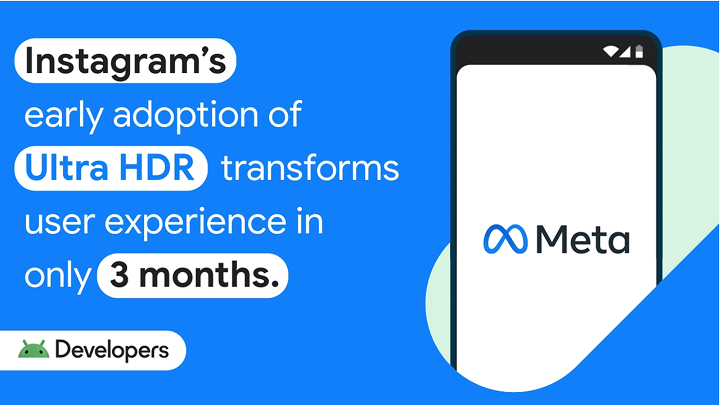 Instagram's
early adoption of
Ultra HDR transforms
user experience in
only 3 months.
Developers
Meta